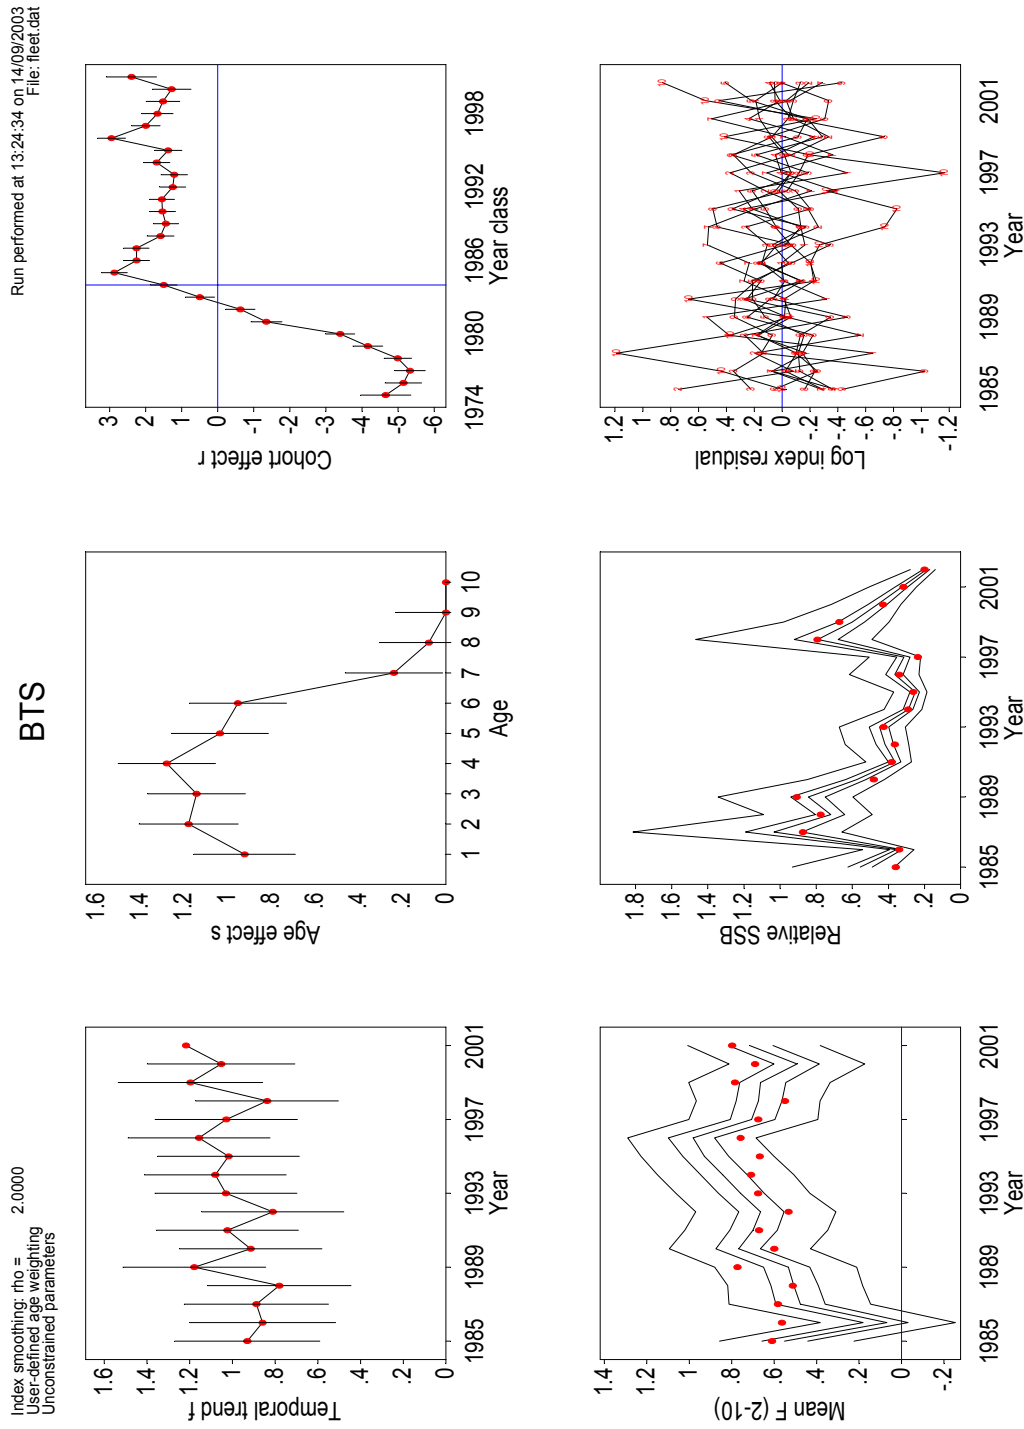 Index smoothing: rho = 2.0000
User-defined age weighting
Unconstrained parameters
BTS
Run performed at 13:24:34 on 14/09/2003
File: fleet.dat
Temporal trend f
1.6
1.4
1.2
1
.8
.6
.4
.2
0
1985 1989 1993 1997 2001
Year
Age effect s
1.6
1.4
1.2
1
.8
.6
.4
.2
0
1 2 3 4 5 6 7 8 9 10
Age
Cohort effect r
3
2
1
0
-1
-2
-3
-4
-5
-6
1974 1980 1986 1992 1998
Year class
Mean F (2-10)
1.4
1.2
1
.8
.6
.4
.2
0
-.2
1985 1989 1993 1997 2001
Year
Relative SSB
1.8
1.6
1.4
1.2
1
.8
.6
.4
.2
0
1985 1989 1993 1997 2001
Year
Log index residual
1.2
1
.8
.6
.4
.2
0
-.2
-.4
-.6
-.8
-1
-1.2
1985 1989 1993 1997 2001
Year